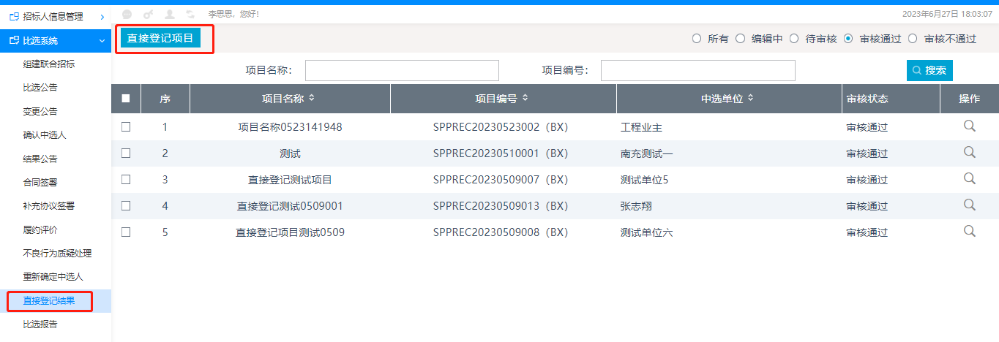 招标人信息管理
李思思，您好！
2023年6月27日 18:03:07
比选系统
直接登记项目
所有 编辑中 待审核 审核通过 审核不通过
组建联合招标
比选公告
变更公告
确认中选人
结果公告
合同签署
补充协议签署
履约评价
不良行为质疑处理
重新确定中选人
直接登记结果
比选报告
项目名称： 项目编号： 搜索
序 项目名称 项目编号 中选单位 审核状态 操作
1 项目名称0523141948 SPPREC20230523002（BX） 工程业主 审核通过
2 测试 SPPREC20230510001（BX） 南充测试一 审核通过
3 直接登记测试项目 SPPREC20230509007（BX） 测试单位5 审核通过
4 直接登记测试0509001 SPPREC20230509013（BX） 张志翔 审核通过
5 直接登记项目测试0509 SPPREC20230509008（BX） 测试单位六 审核通过